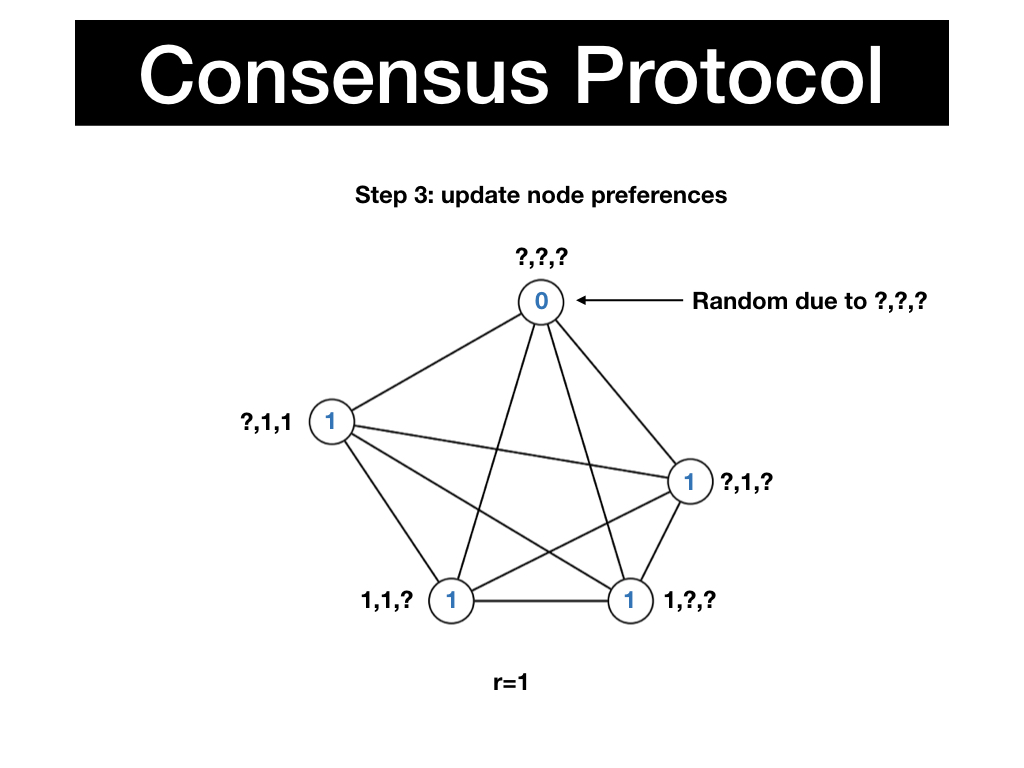 Consensus Protocol
Step 3: update node preferences
?,?,?
0
Random due to ?,?,?
?,1,1
1
1
?,1,?
1,1,?
1
1
1,?,?
r=1